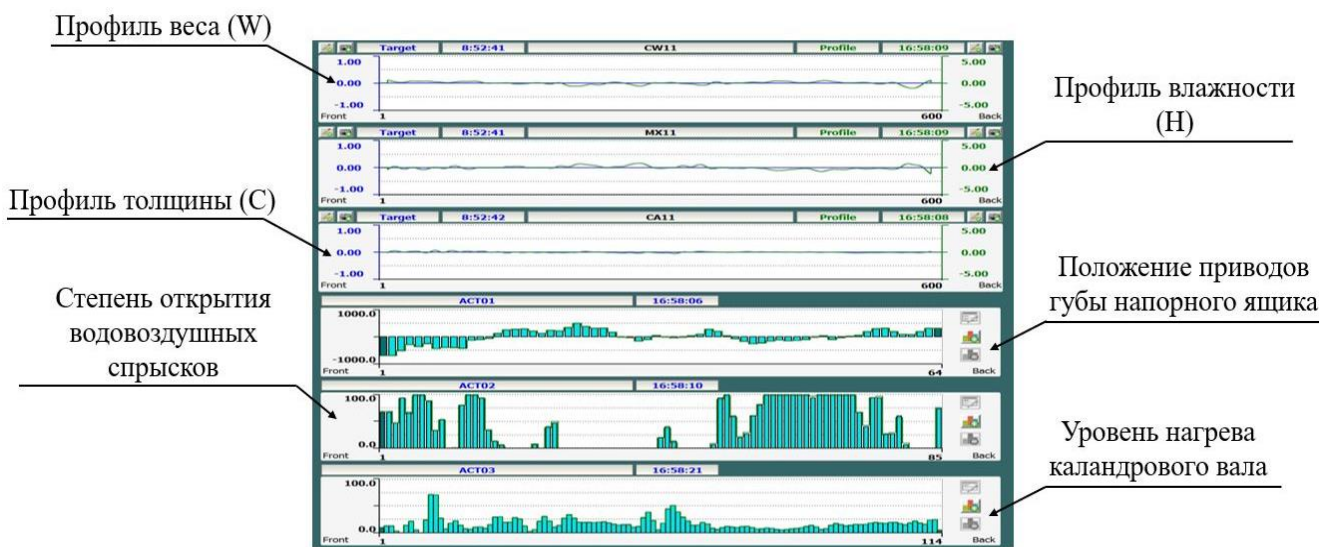 Профиль веса (W)
Профиль влажности
(H)
Профиль толщины (C)
Степень открытия
водовоздушных
спрысков
Положение приводов
губы напорного ящика
Уровень нагрева
каландрового вала
Target 8:52:41 CW11 Profile 16:58:09
1.00 5.00
0.00 0.00
-1.00 -5.00
Front 1 600 Back
Target 8:52:41 MX11 Profile 16:58:09
1.00 5.00
0.00 0.00
-1.00 -5.00
Front 1 600 Back
Target 8:52:42 CA11 Profile 16:58:08
1.00 5.00
0.00 0.00
-1.00 -5.00
Front 1 600 Back
ACT01 16:58:06
1000.0
-1000.0
Front 1 64 Back
ACT02 16:58:10
100.0
0.0
Front 1 85 Back
ACT03 16:58:21
100.0
0.0
Front 1 114 Back